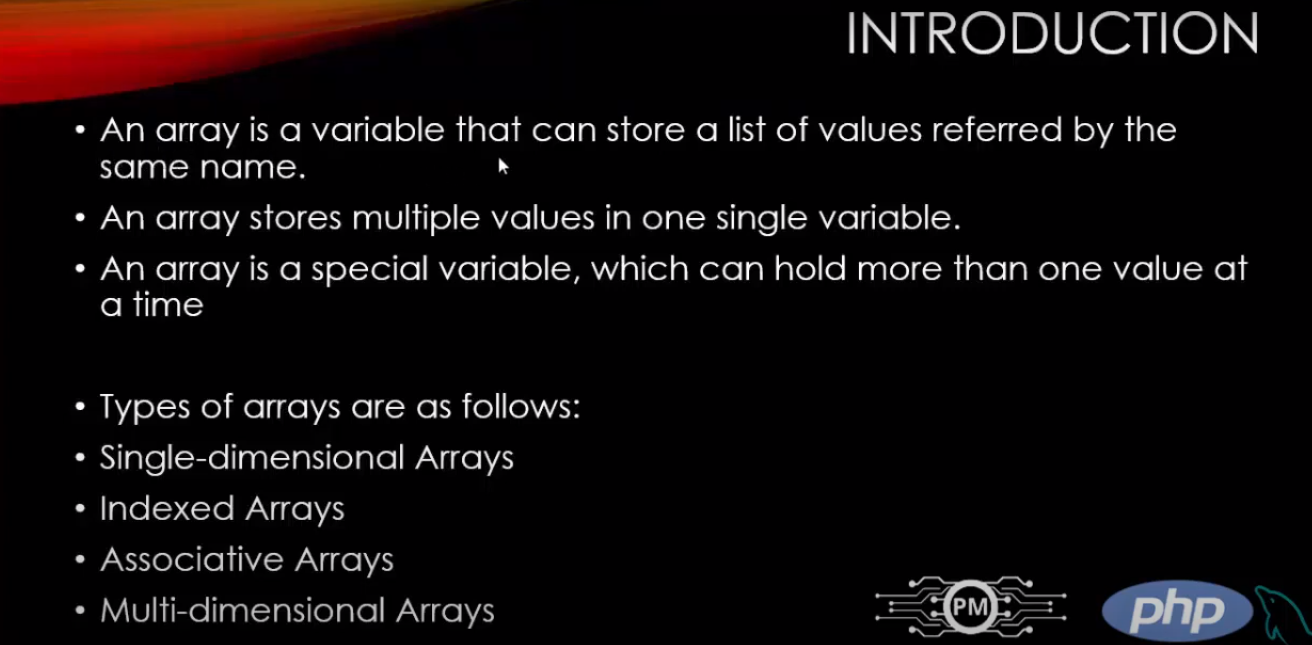 INTRODUCTION
• An array is a variable that can store a list of values referred by the
same name.
• An array stores multiple values in one single variable.
• An array is a special variable, which can hold more than one value at
a time
• Types of arrays are as follows:
• Single-dimensional Arrays
• Indexed Arrays
• Associative Arrays
• Multi-dimensional Arrays
PM
php